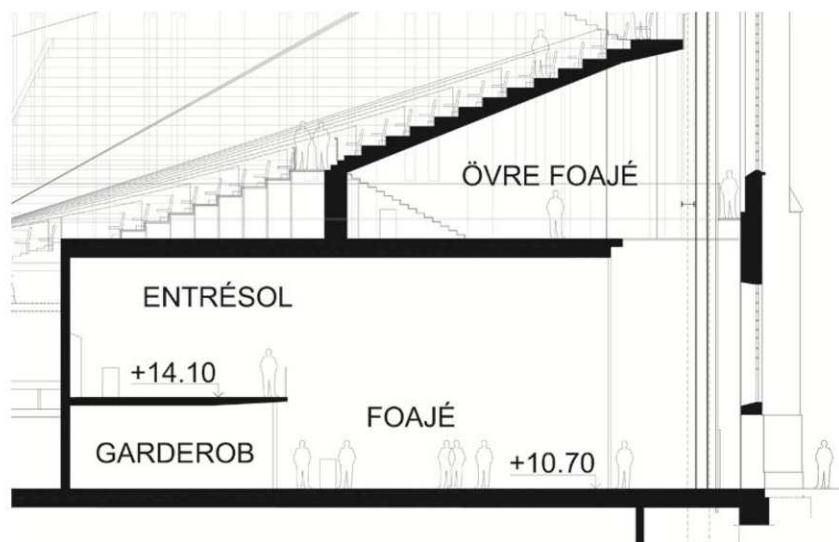 ÖVRE FOAJÉ
ENTRÉSOL
+14.10
FOAJÉ
GARDEROB
+10.70